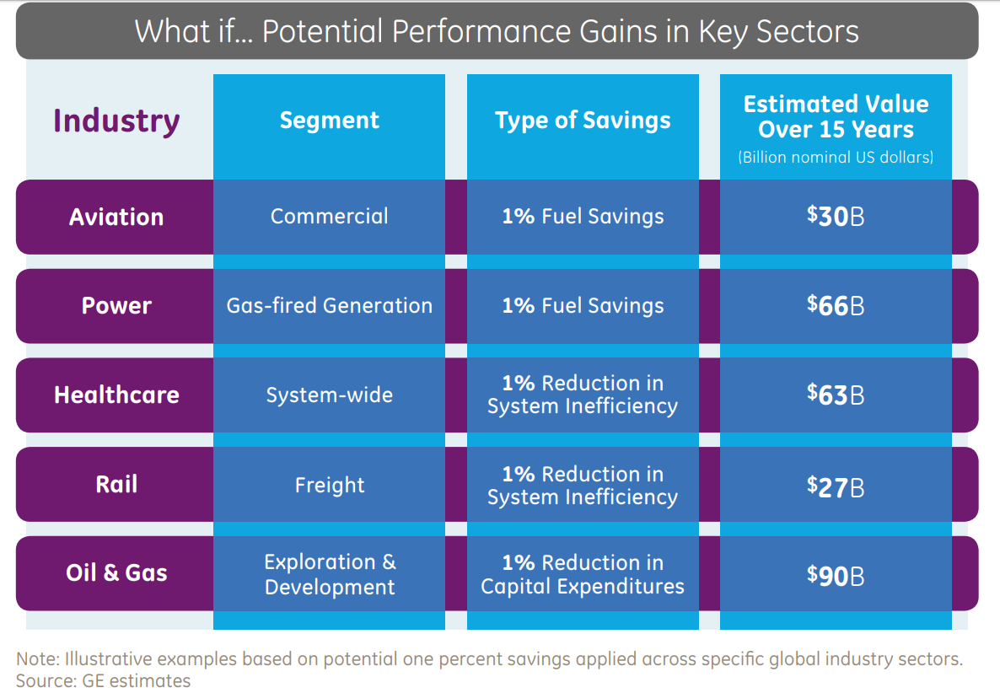 What if... Potential Performance Gains in Key Sectors
Industry
Segment
Type of Savings
Estimated Value
Over 15 Years
(Billion nominal US dollars)
Aviation
Commercial
1% Fuel Savings
$30B
Power
Gas-fired Generation
1% Fuel Savings
$66B
Healthcare
System-wide
1% Reduction in
System Inefficiency
$63B
Rail
Freight
1% Reduction in
System Inefficiency
$27B
Oil & Gas
Exploration &
Development
1% Reduction in
Capital Expenditures
$90B
Note: Illustrative examples based on potential one percent savings applied across specific global industry sectors.
Source: GE estimates